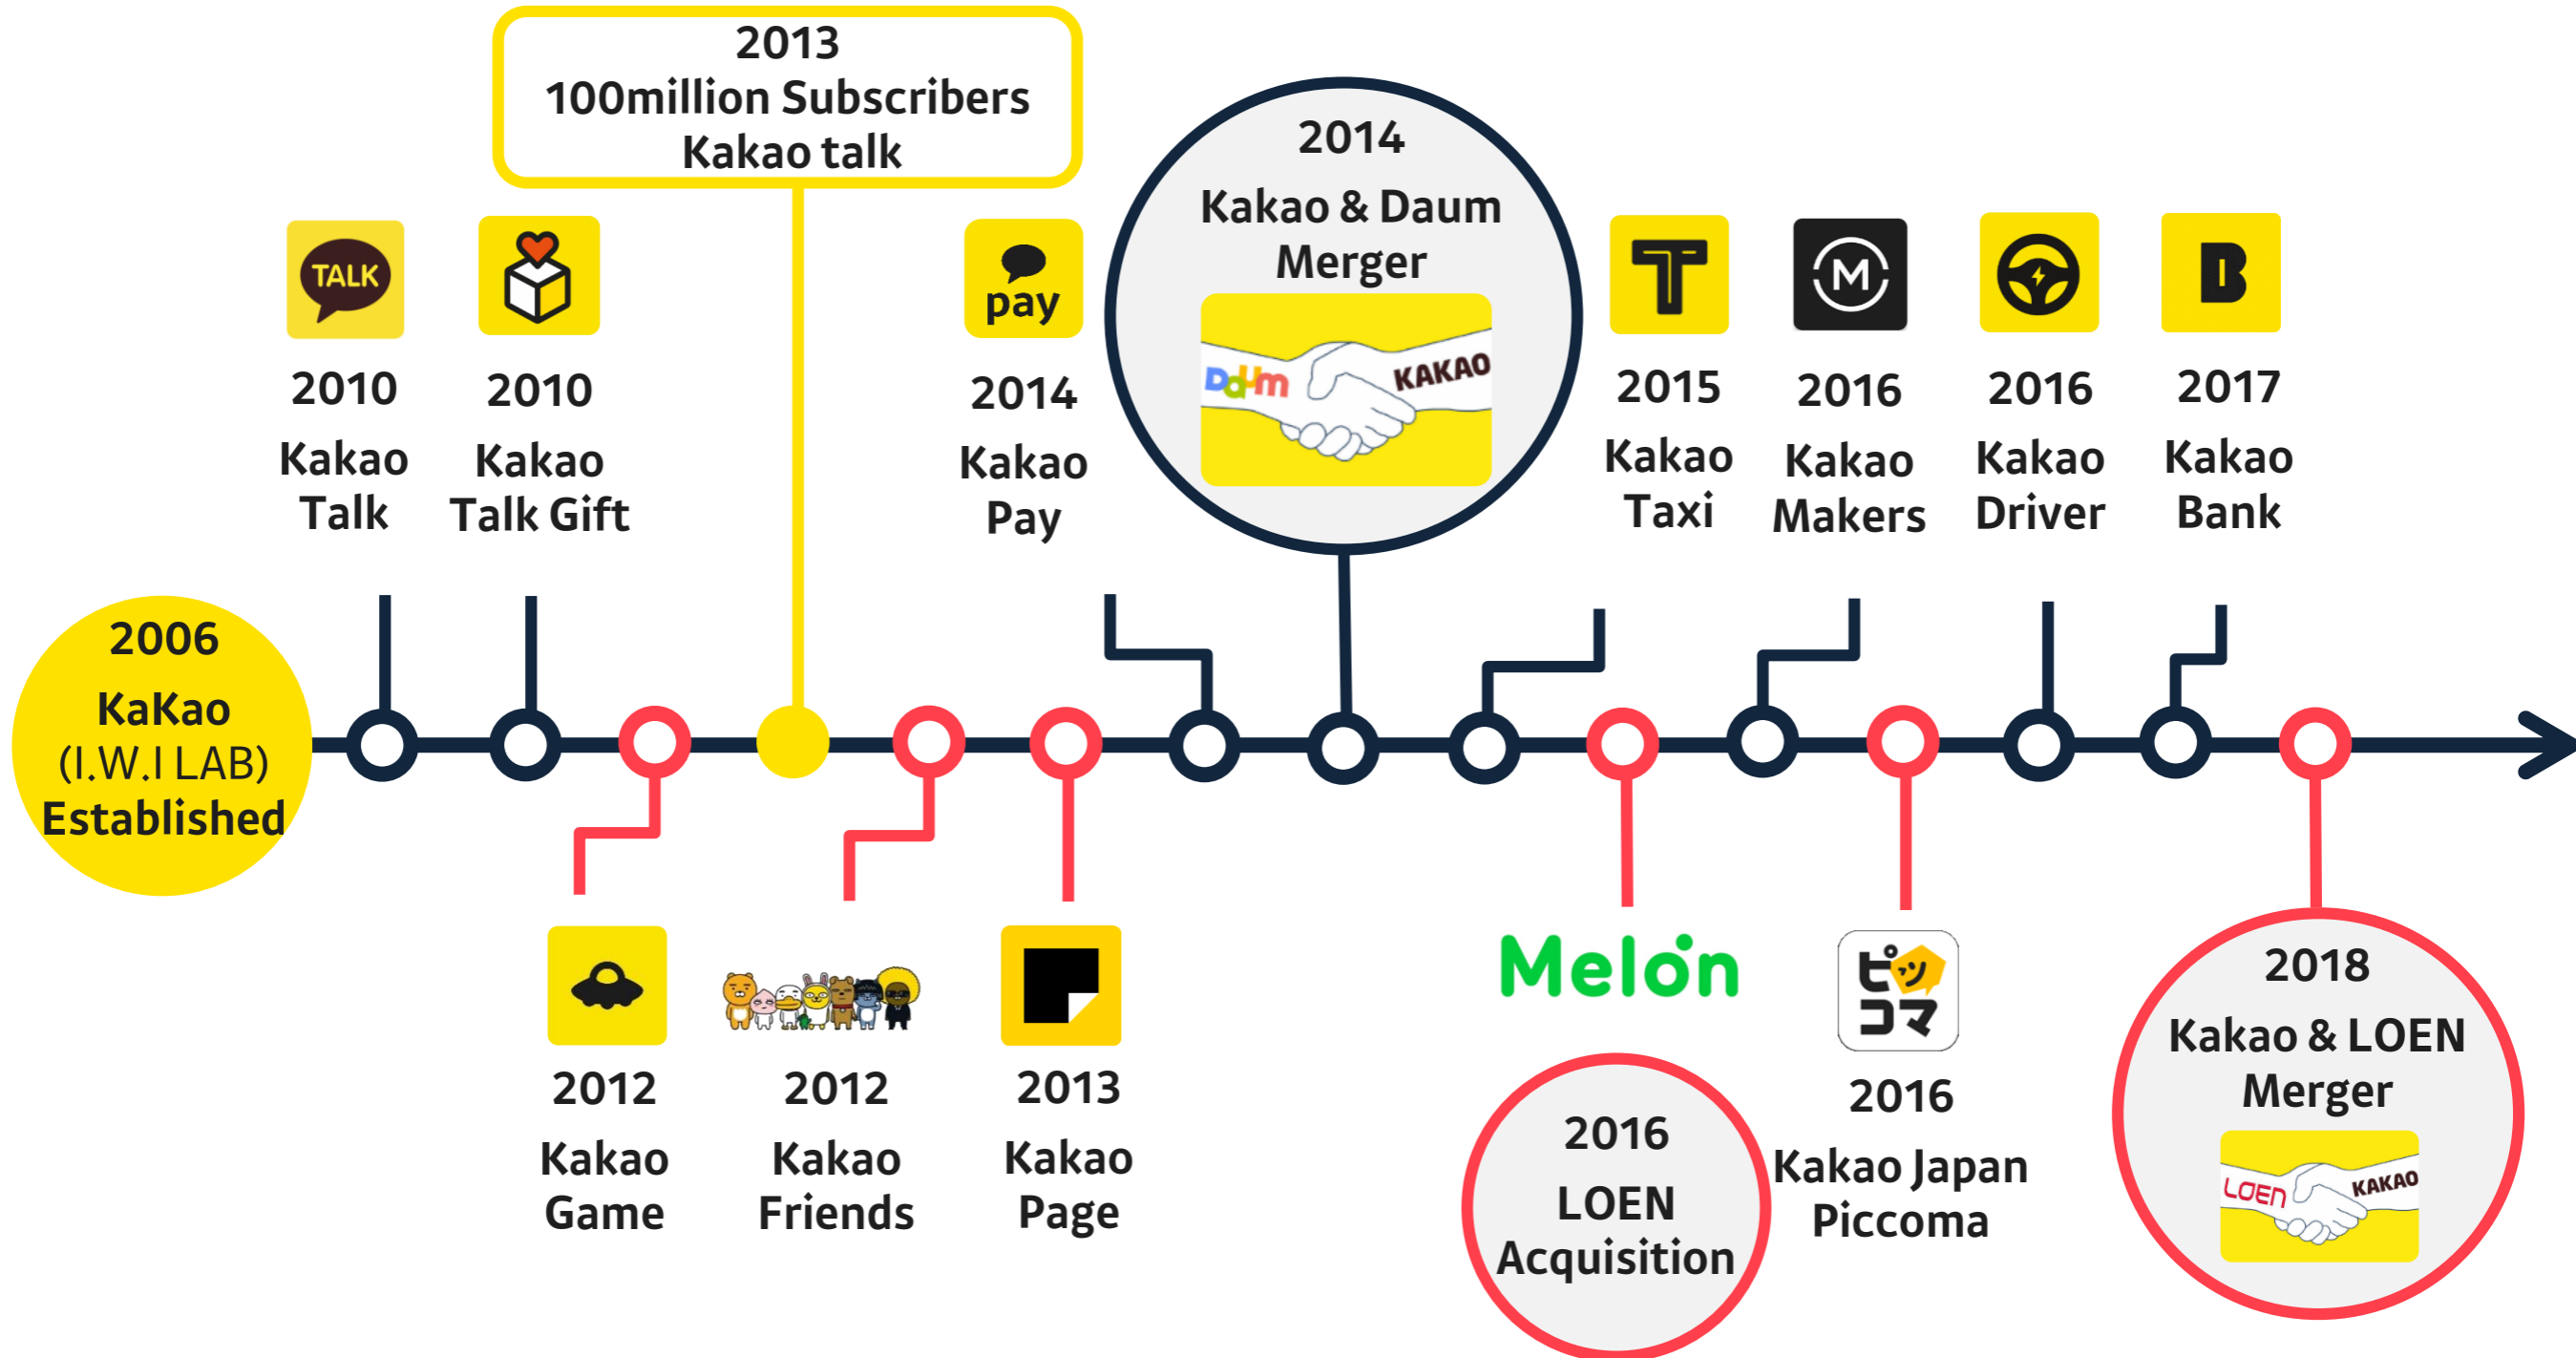 2013
100million Subscribers
Kakao talk
TALK
2010
Kakao
Talk
2010
Kakao
Talk Gift
pay
2014
Kakao
Pay
2014
Kakao & Daum
Merger
Daum
KAKAO
T
2015
Kakao
Taxi
M
2016
Kakao
Makers
2016
Kakao
Driver
B
2017
Kakao
Bank
2006
KaKao
(I.W.I LAB)
Established
2012
Kakao
Game
2012
Kakao
Friends
2013
Kakao
Page
Melon
2016
LOEN
Acquisition
ピッ
コマ
2016
Kakao Japan
Piccoma
2018
Kakao & LOEN
Merger
LOEN
KAKAO